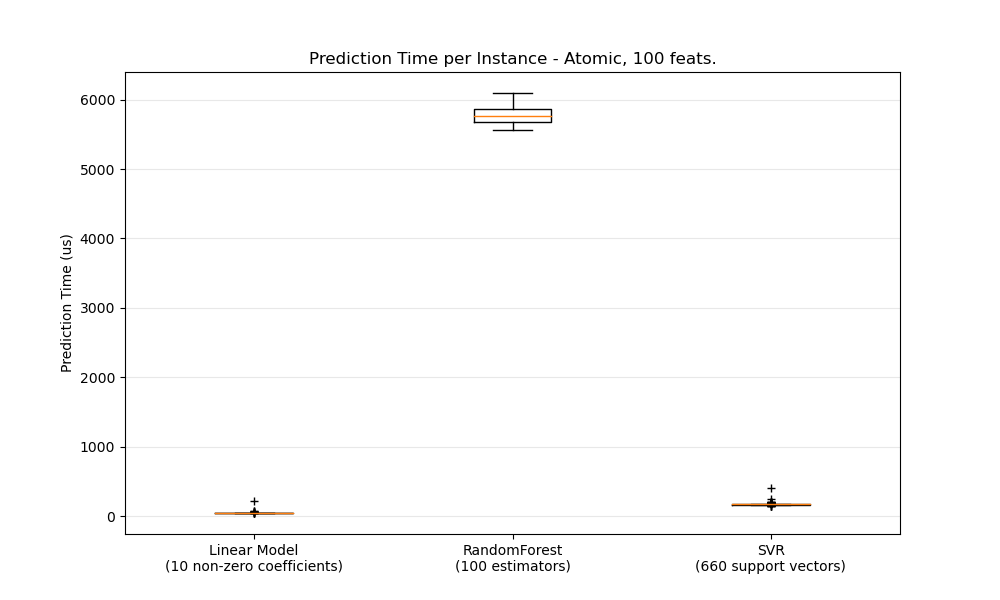 Prediction Time per Instance - Atomic, 100 feats.
Prediction Time (us)
6000
5000
4000
3000
2000
1000
0
Linear Model
(10 non-zero coefficients)
RandomForest
(100 estimators)
SVR
(660 support vectors)